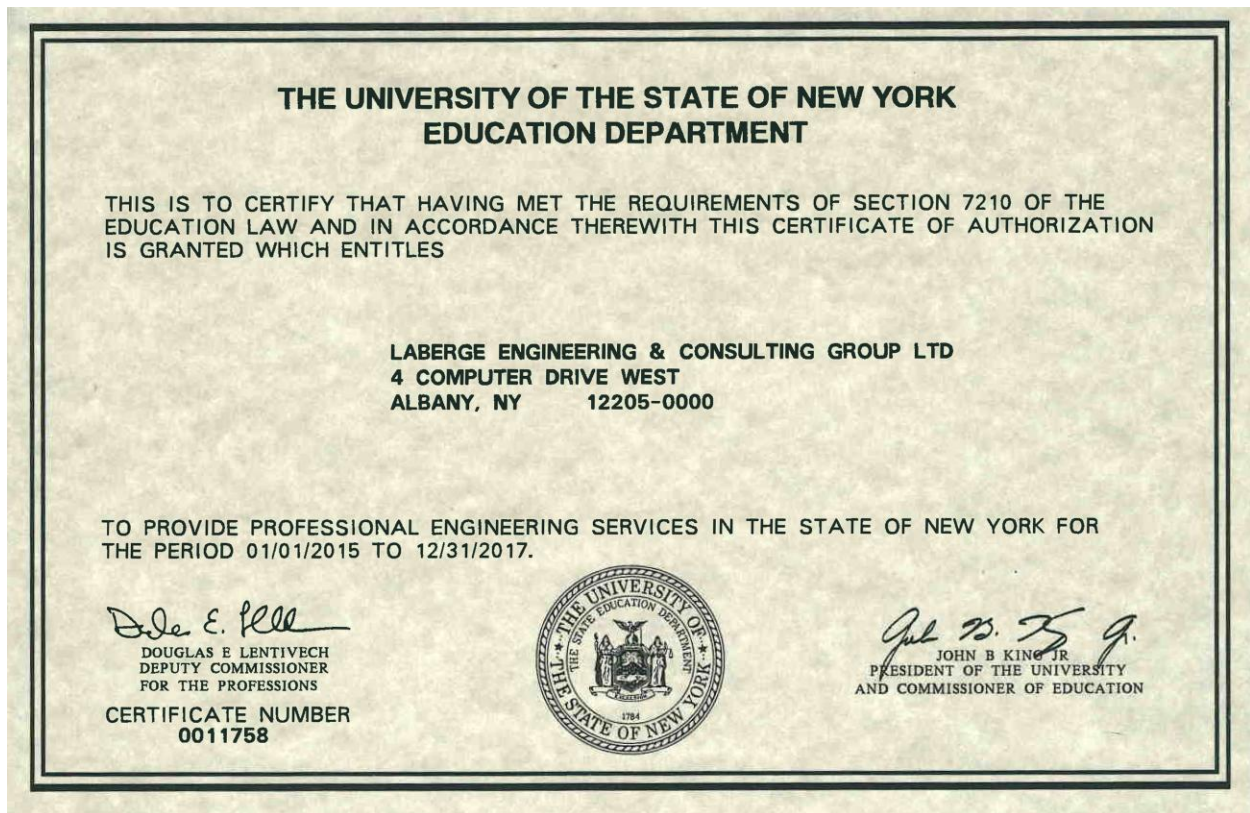 THE UNIVERSITY OF THE STATE OF NEW YORK
EDUCATION DEPARTMENT
THIS IS TO CERTIFY THAT HAVING MET THE REQUIREMENTS OF SECTION 7210 OF THE
EDUCATION LAW AND IN ACCORDANCE THEREWITH THIS CERTIFICATE OF AUTHORIZATION
IS GRANTED WHICH ENTITLES
LABERGE ENGINEERING & CONSULTING GROUP LTD
4 COMPUTER DRIVE WEST
ALBANY, NY 12205-0000
TO PROVIDE PROFESSIONAL ENGINEERING SERVICES IN THE STATE OF NEW YORK FOR
THE PERIOD 01/01/2015 TO 12/31/2017.
DOUGLAS E LENTIVECH
DEPUTY COMMISSIONER
FOR THE PROFESSIONS
CERTIFICATE NUMBER
0011758
THE UNIVERSITY OF THE STATE OF NEW YORK
THE STATE EDUCATION DEPARTMENT
1784
John B. King Jr.
JOHN B KING JR
PRESIDENT OF THE UNIVERSITY
AND COMMISSIONER OF EDUCATION